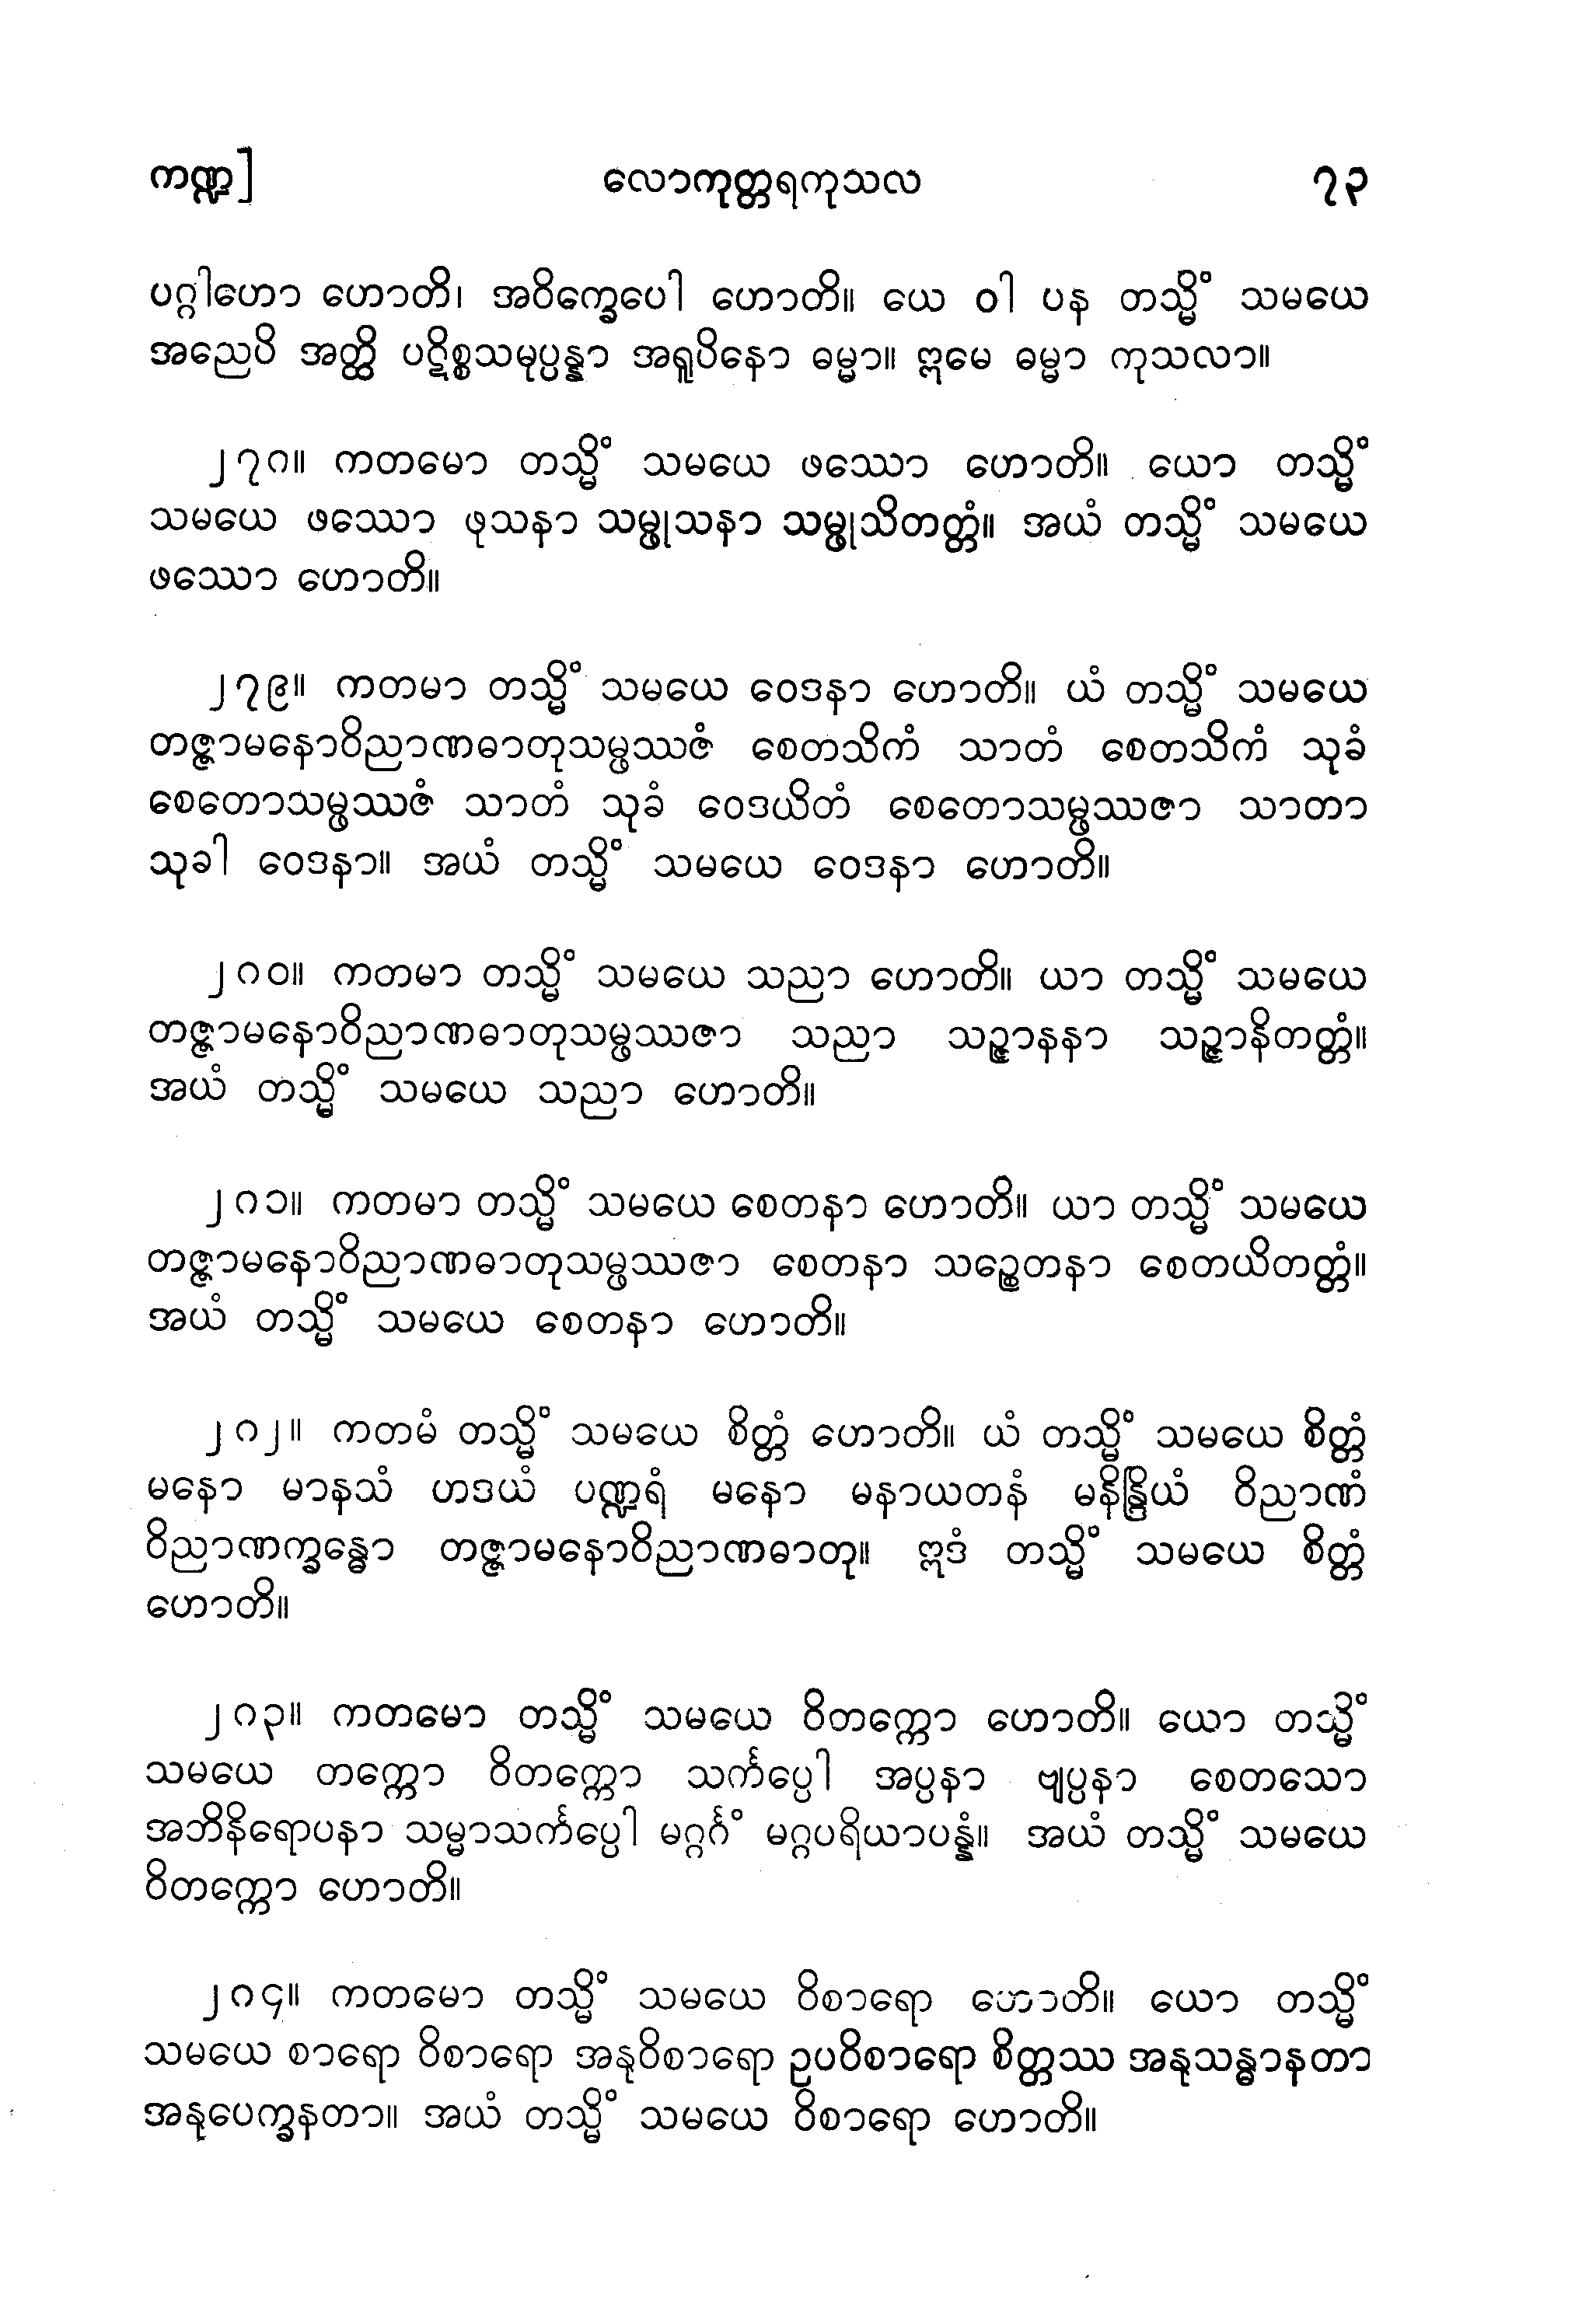 ကဏ္ဍ] လောကုတ္တရကုသလ ၇၃
ပဂ္ဂါဟော ဟောတိ၊ အဝိက္ခေပေါ ဟောတိ။ ယေ ဝါ ပန တသ္မိံ သမယေ
အညေပိ အတ္ထိ ပဋိစ္စသမုပ္ပန္နာ အရူပိနော ဓမ္မာ။ ဣမေ ဓမ္မာ ကုသလာ။
၂၇၈။ ကတမော တသ္မိံ သမယေ ဖဿော ဟောတိ။ ယော တသ္မိံ
သမယေ ဖဿော ဖုသနာ သမ္ဖုသနာ သမ္ဖုသိတတ္တံ။ အယံ တသ္မိံ သမယေ
ဖဿော ဟောတိ။
၂၇၉။ ကတမာ တသ္မိံ သမယေ ဝေဒနာ ဟောတိ။ ယံ တသ္မိံ သမယေ
တဇ္ဇာမနောဝိညာဏဓာတုသမ္ဖဿဇံ စေတသိကံ သာတံ စေတသိကံ သုခံ
စေတောသမ္ဖဿဇံ သာတံ သုခံ ဝေဒယိတံ စေတောသမ္ဖဿဇာ သာတာ
သုခါ ဝေဒနာ။ အယံ တသ္မိံ သမယေ ဝေဒနာ ဟောတိ။
၂၈၀။ ကတမာ တသ္မိံ သမယေ သညာ ဟောတိ။ ယာ တသ္မိံ သမယေ
တဇ္ဇာမနောဝိညာဏဓာတုသမ္ဖဿဇာ သညာ သဉ္ဇာနနာ သဉ္ဇာနိတတ္တံ။
အယံ တသ္မိံ သမယေ သညာ ဟောတိ။
၂၈၁။ ကတမာ တသ္မိံ သမယေ စေတနာ ဟောတိ။ ယာ တသ္မိံ သမယေ
တဇ္ဇာမနောဝိညာဏဓာတုသမ္ဖဿဇာ စေတနာ သဉ္စေတနာ စေတယိတတ္တံ။
အယံ တသ္မိံ သမယေ စေတနာ ဟောတိ။
၂၈၂။ ကတမံ တသ္မိံ သမယေ စိတ္တံ ဟောတိ။ ယံ တသ္မိံ သမယေ စိတ္တံ
မနော မာနသံ ဟဒယံ ပဏ္ဍရံ မနော မနာယတနံ မနိန္ဒြိယံ ဝိညာဏံ
ဝိညာဏက္ခန္ဓော တဇ္ဇာမနောဝိညာဏဓာတု။ ဣဒံ တသ္မိံ သမယေ စိတ္တံ
ဟောတိ။
၂၈၃။ ကတမော တသ္မိံ သမယေ ဝိတက္ကော ဟောတိ။ ယော တသ္မိံ
သမယေ တက္ကော ဝိတက္ကော သင်္ကပ္ပေါ အပ္ပနာ ဗျပ္ပနာ စေတသော
အဘိနိရောပနာ သမ္မာသင်္ကပ္ပေါ မဂ္ဂင်္ဂံ မဂ္ဂပရိယာပန္နံ။ အယံ တသ္မိံ သမယေ
ဝိတက္ကော ဟောတိ။
၂၈၄။ ကတမော တသ္မိံ သမယေ ဝိစာရော ဟောတိ။ ယော တသ္မိံ
သမယေ စာရော ဝိစာရော အနုဝိစာရော ဥပဝိစာရော စိတ္တဿ အနုသန္ဓာနတာ
အနုပေက္ခနတာ။ အယံ တသ္မိံ သမယေ ဝိစာရော ဟောတိ။